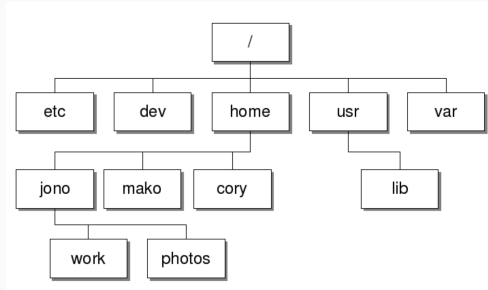 /
etc dev home usr var
jono mako cory lib
work photos